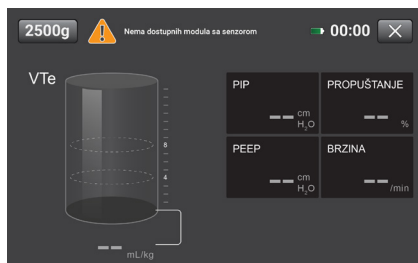 2500g
Nema dostupnih modula sa senzorom
00:00
VTe
8
4
-- mL/kg
PIP
-- cm H₂O
PROPUŠTANJE
-- %
PEEP
-- cm H₂O
BRZINA
-- /min